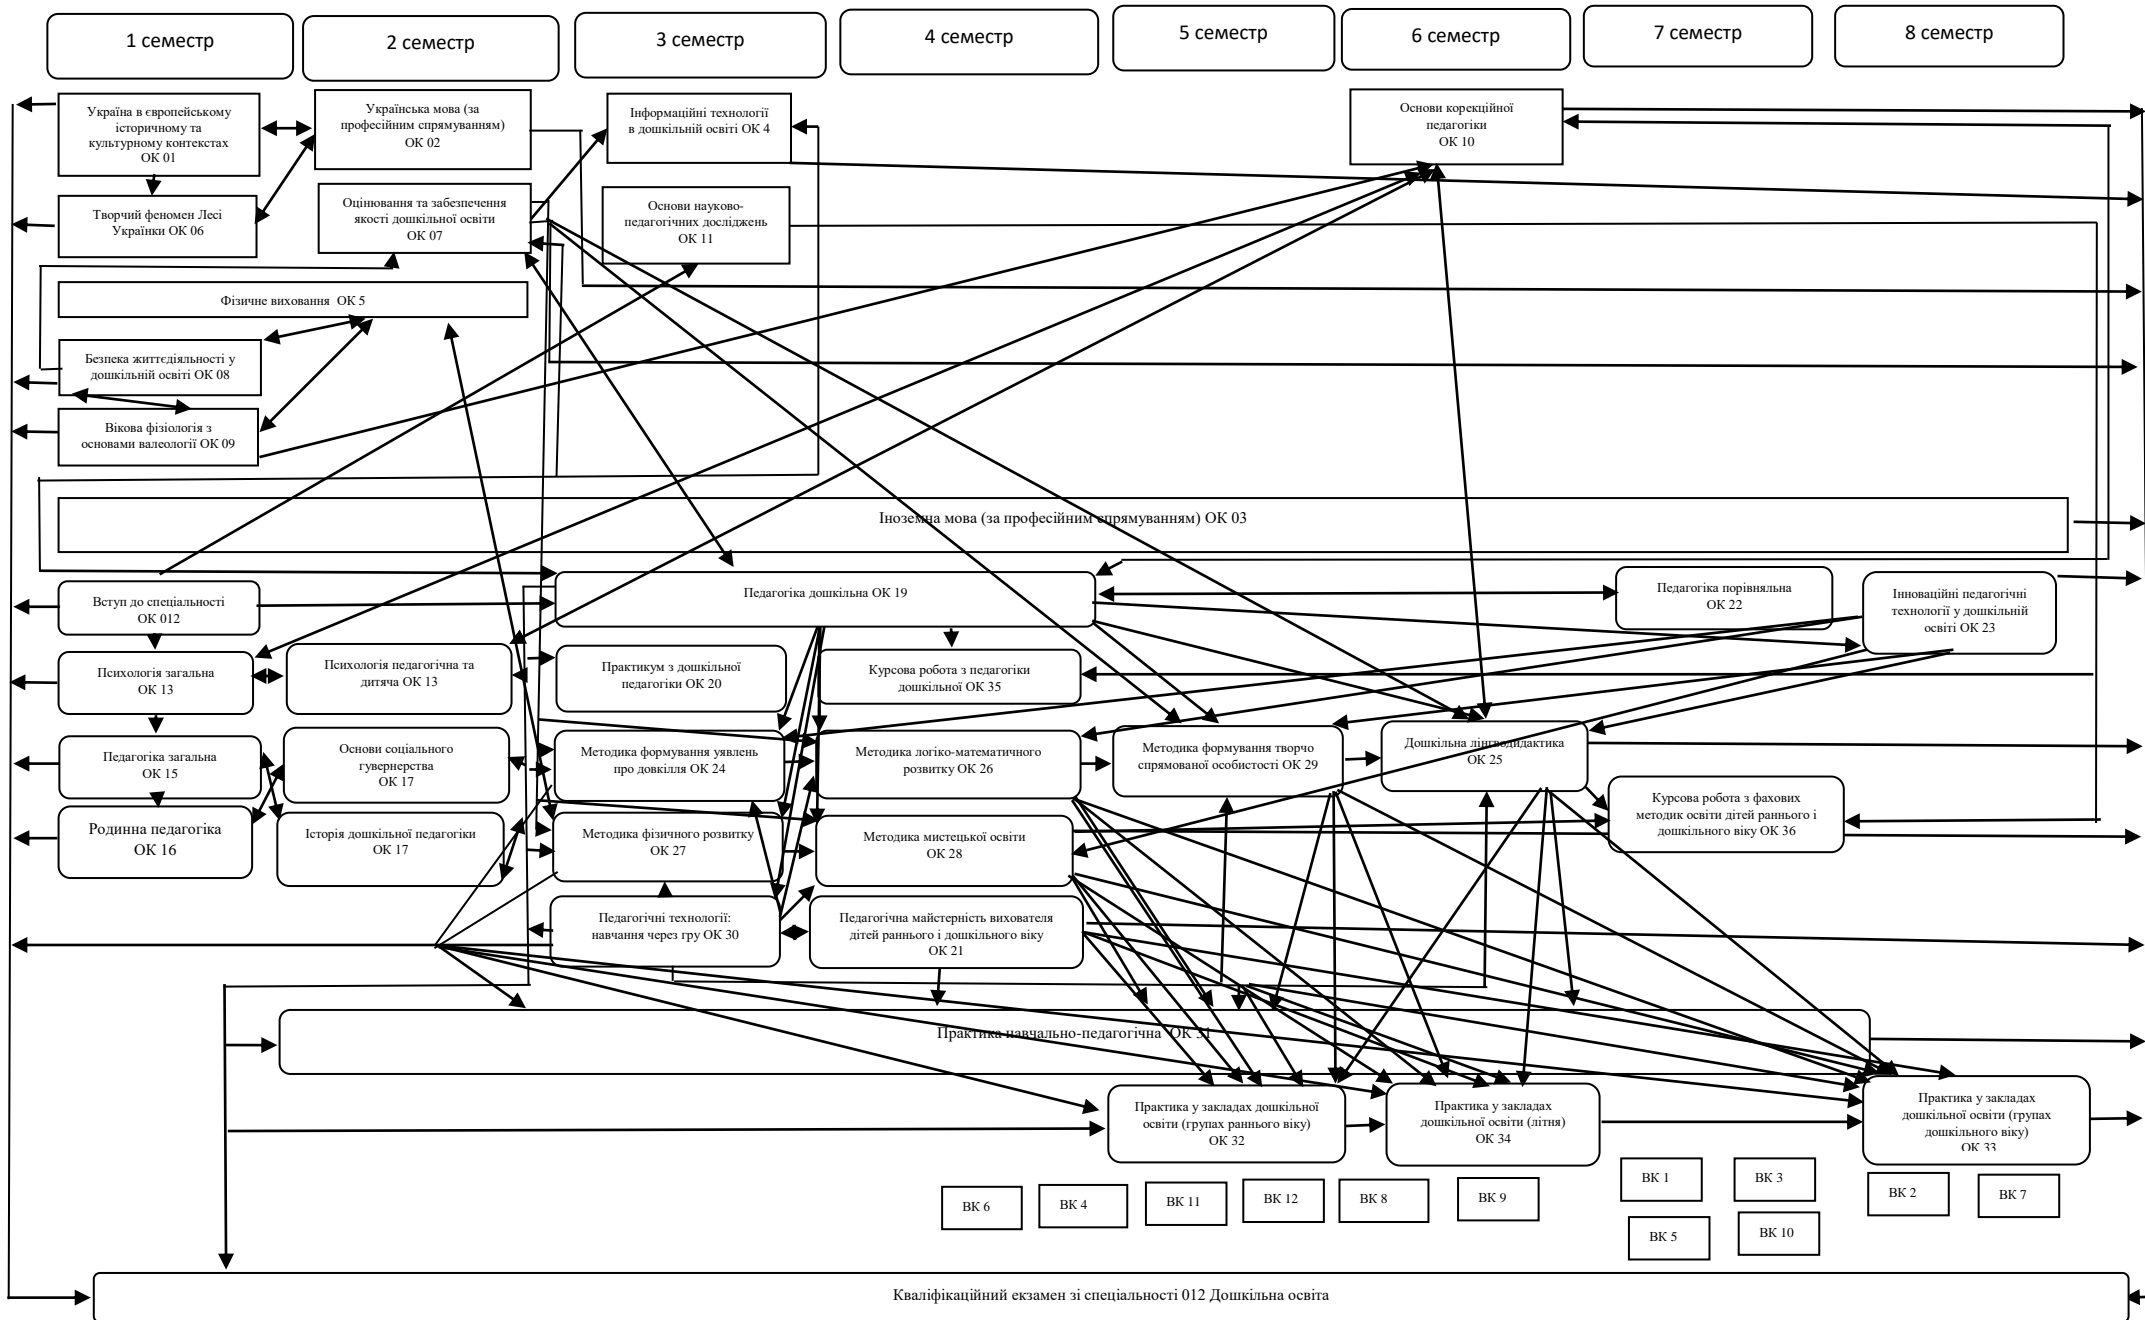 1 семестр
2 семестр
3 семестр
4 семестр
5 семестр
6 семестр
7 семестр
8 семестр
Україна в європейському
історичному та
культурному контекстах
ОК 01
Українська мова (за
професійним спрямуванням)
ОК 02
Інформаційні технології
в дошкільній освіті ОК 4
Основи корекційної
педагогіки
ОК 10
Творчий феномен Лесі
Українки ОК 06
Оцінювання та забезпечення
якості дошкільної освіти
ОК 07
Основи науково-
педагогічних досліджень
ОК 11
Фізичне виховання ОК 5
Безпека життєдіяльності у
дошкільній освіті ОК 08
Вікова фізіологія з
основами валеології ОК 09
Іноземна мова (за професійним спрямуванням) ОК 03
Вступ до спеціальності
ОК 012
Педагогіка дошкільна ОК 19
Педагогіка порівняльна
ОК 22
Інноваційні педагогічні
технології у дошкільній
освіті ОК 23
Психологія загальна
ОК 13
Психологія педагогічна та
дитяча ОК 13
Практикум з дошкільної
педагогіки ОК 20
Курсова робота з педагогіки
дошкільної ОК 35
Педагогіка загальна
ОК 15
Основи соціального
гувернерства
ОК 17
Методика формування уявлень
про довкілля ОК 24
Методика логіко-математичного
розвитку ОК 26
Методика формування творчо
спрямованої особистості ОК 29
Дошкільна лінгводидактика
ОК 25
Родинна педагогіка
ОК 16
Історія дошкільної педагогіки
ОК 17
Методика фізичного розвитку
ОК 27
Методика мистецької освіти
ОК 28
Курсова робота з фахових
методик освіти дітей раннього і
дошкільного віку ОК 36
Педагогічні технології:
навчання через гру ОК 30
Педагогічна майстерність вихователя
дітей раннього і дошкільного віку
ОК 21
Практика навчально-педагогічна ОК 31
Практика у закладах дошкільної
освіти (групах раннього віку)
ОК 32
Практика у закладах
дошкільної освіти (літня)
ОК 34
Практика у закладах
дошкільної освіти (групах
дошкільного віку)
ОК 33
ВК 6
ВК 4
ВК 11
ВК 12
ВК 8
ВК 9
ВК 1
ВК 3
ВК 2
ВК 7
ВК 5
ВК 10
Кваліфікаційний екзамен зі спеціальності 012 Дошкільна освіта